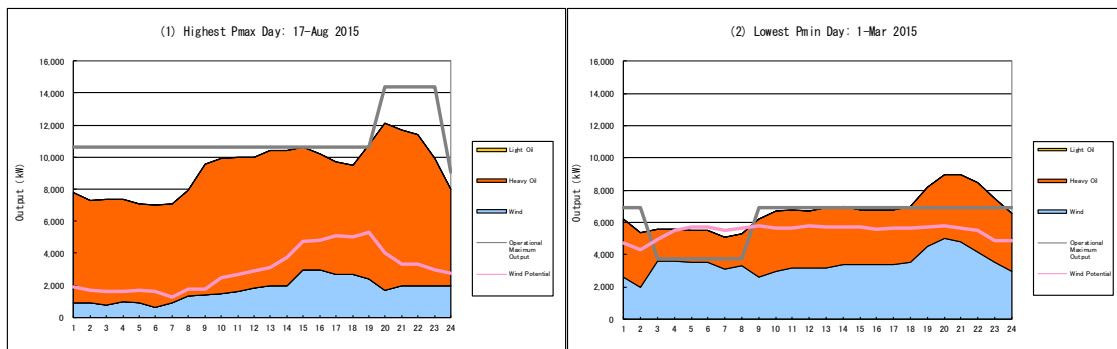 (1) Highest Pmax Day: 17-Aug 2015
16,000
14,000
12,000
10,000
8,000
6,000
4,000
2,000
0
Output (kW)
1 2 3 4 5 6 7 8 9 10 11 12 13 14 15 16 17 18 19 20 21 22 23 24
Light Oil
Heavy Oil
Wind
Operational
Maximum
Output
Wind Potential
(2) Lowest Pmin Day: 1-Mar 2015
16,000
14,000
12,000
10,000
8,000
6,000
4,000
2,000
0
Output (kW)
1 2 3 4 5 6 7 8 9 10 11 12 13 14 15 16 17 18 19 20 21 22 23 24
Light Oil
Heavy Oil
Wind
Operational
Maximum
Output
Wind Potential